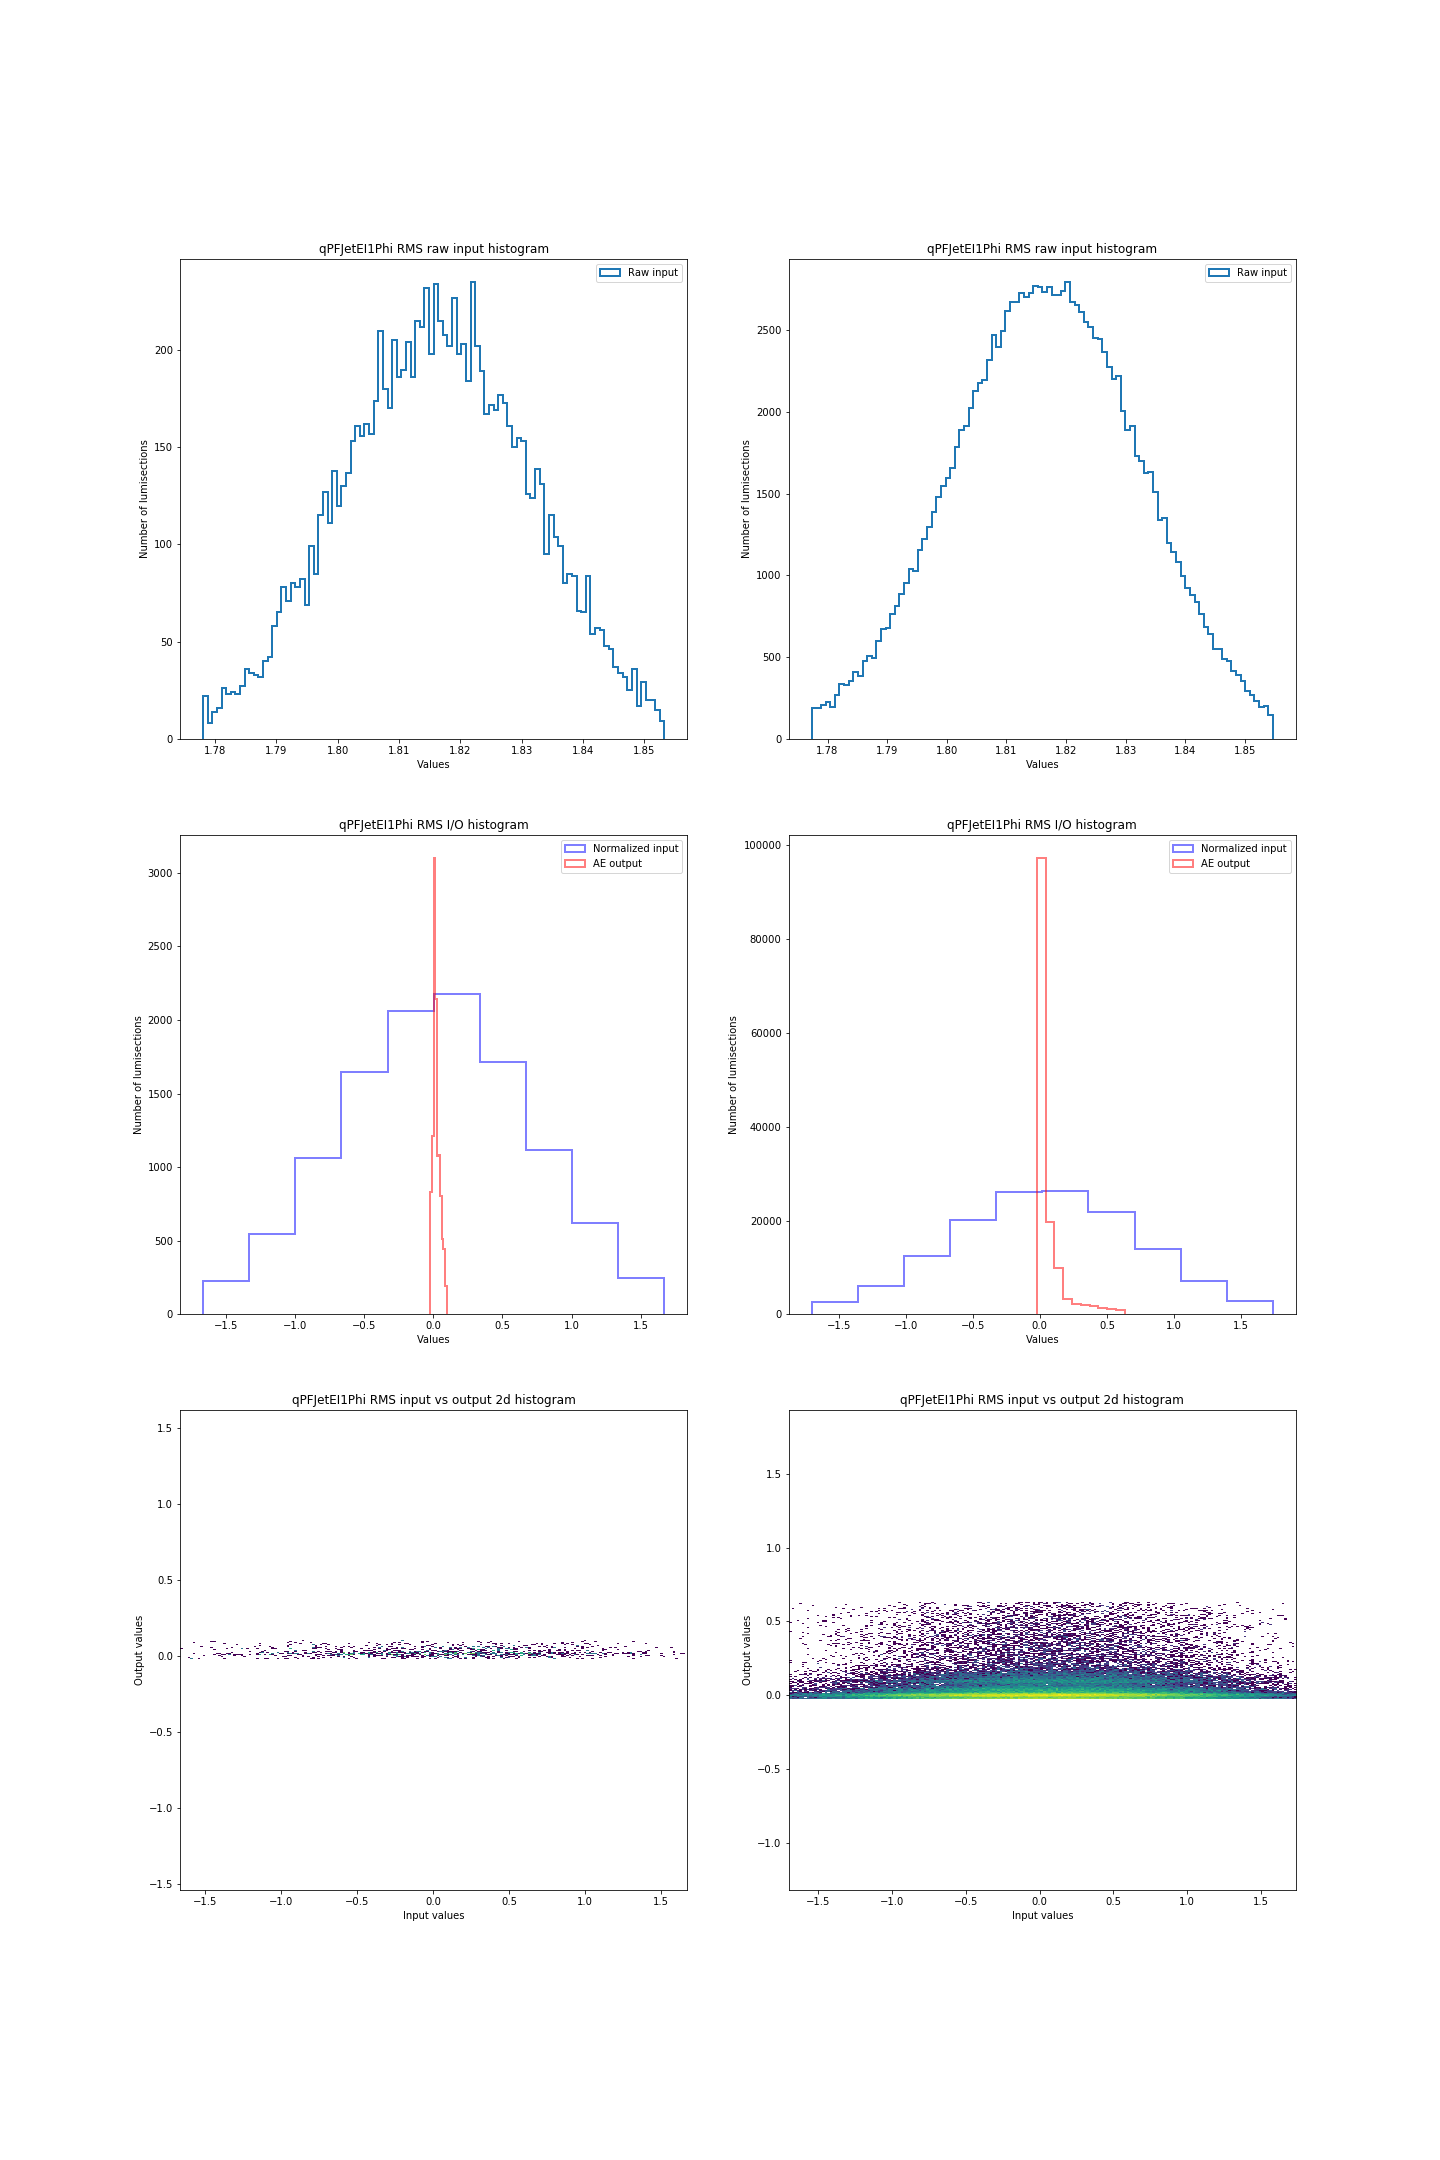 qPFJetEI1Phi RMS raw input histogram
Raw input
200
150
100
50
0
Number of lumisections
1.78 1.79 1.80 1.81 1.82 1.83 1.84 1.85
Values
qPFJetEI1Phi RMS raw input histogram
Raw input
2500
2000
1500
1000
500
0
Number of lumisections
1.78 1.79 1.80 1.81 1.82 1.83 1.84 1.85
Values
qPFJetEI1Phi RMS I/O histogram
Normalized input
AE output
3000
2500
2000
1500
1000
500
0
Number of lumisections
−1.5 −1.0 −0.5 0.0 0.5 1.0 1.5
Values
qPFJetEI1Phi RMS I/O histogram
Normalized input
AE output
100000
80000
60000
40000
20000
0
Number of lumisections
−1.5 −1.0 −0.5 0.0 0.5 1.0 1.5
Values
qPFJetEI1Phi RMS input vs output 2d histogram
1.5
1.0
0.5
0.0
−0.5
−1.0
−1.5
Output values
−1.5 −1.0 −0.5 0.0 0.5 1.0 1.5
Input values
qPFJetEI1Phi RMS input vs output 2d histogram
1.5
1.0
0.5
0.0
−0.5
−1.0
Output values
−1.5 −1.0 −0.5 0.0 0.5 1.0 1.5
Input values